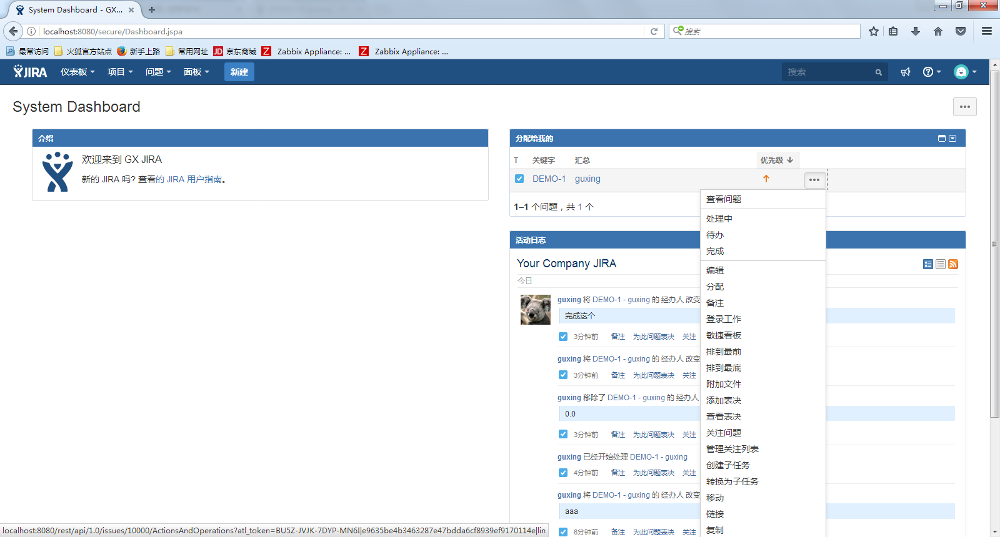 System Dashboard - GX...
localhost:8080/secure/Dashboard.jspa
搜索
最常访问 火狐官方站点 新手上路 常用网址 JD 京东商城 Z Zabbix Appliance: ... Z Zabbix Appliance: ...
JIRA 仪表板 项目 问题 面板 新建 搜索
System Dashboard
介绍
欢迎来到 GX JIRA
新的 JIRA 吗? 查看的 JIRA 用户指南。
分配给我的
T 关键字 汇总 优先级
DEMO-1 guxing
1–1 个问题，共 1 个
查看问题
处理中
待办
完成
编辑
分配
备注
登录工作
敏捷看板
排到最前
排到最底
附加文件
添加表决
查看表决
关注问题
管理关注列表
创建子任务
转换为子任务
移动
链接
复制
活动日志
Your Company JIRA
今日
guxing 将 DEMO-1 - guxing 的 经办人 改变
完成这个
3分钟前 备注 为此问题表决 关注
guxing 将 DEMO-1 - guxing 的 经办人 改变
3分钟前 备注 为此问题表决 关注
guxing 移除了 DEMO-1 - guxing 的 经办人
0.0
3分钟前 备注 为此问题表决 关注
guxing 已经开始处理 DEMO-1 - guxing
4分钟前 备注 为此问题表决 关注
guxing 将 DEMO-1 - guxing 的 经办人 改变
aaa
6分钟前 备注 为此问题表决 关注
localhost:8080/rest/api/1.0/issues/10000/ActionsAndOperations?atl_token=BU5Z-JVJK-7DYP-MN6I|e9635be4b3463287e47bdda6cf8939ef9170114e|lin